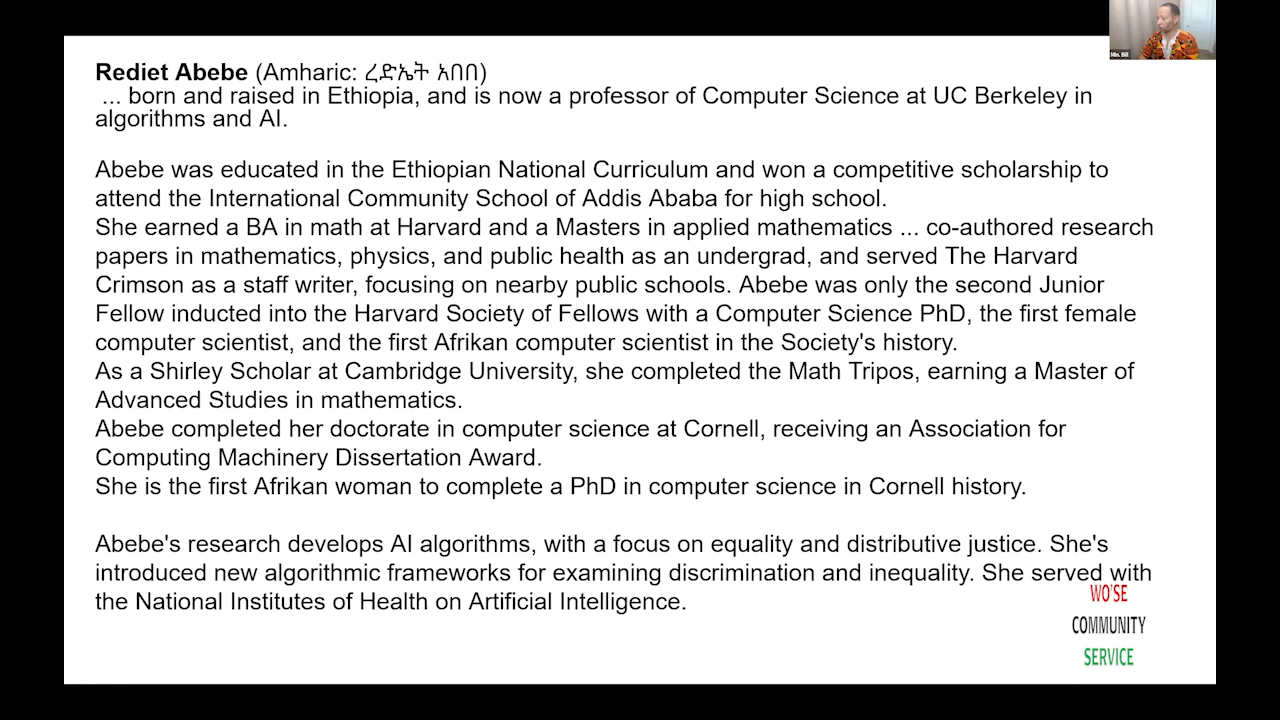 Rediet Abebe (Amharic: ረድኤት አበበ)
... born and raised in Ethiopia, and is now a professor of Computer Science at UC Berkeley in
algorithms and AI.
Abebe was educated in the Ethiopian National Curriculum and won a competitive scholarship to
attend the International Community School of Addis Ababa for high school.
She earned a BA in math at Harvard and a Masters in applied mathematics ... co-authored research
papers in mathematics, physics, and public health as an undergrad, and served The Harvard
Crimson as a staff writer, focusing on nearby public schools. Abebe was only the second Junior
Fellow inducted into the Harvard Society of Fellows with a Computer Science PhD, the first female
computer scientist, and the first Afrikan computer scientist in the Society's history.
As a Shirley Scholar at Cambridge University, she completed the Math Tripos, earning a Master of
Advanced Studies in mathematics.
Abebe completed her doctorate in computer science at Cornell, receiving an Association for
Computing Machinery Dissertation Award.
She is the first Afrikan woman to complete a PhD in computer science in Cornell history.
Abebe's research develops AI algorithms, with a focus on equality and distributive justice. She's
introduced new algorithmic frameworks for examining discrimination and inequality. She served with
the National Institutes of Health on Artificial Intelligence.
WO'SE
COMMUNITY
SERVICE
Min. Bill